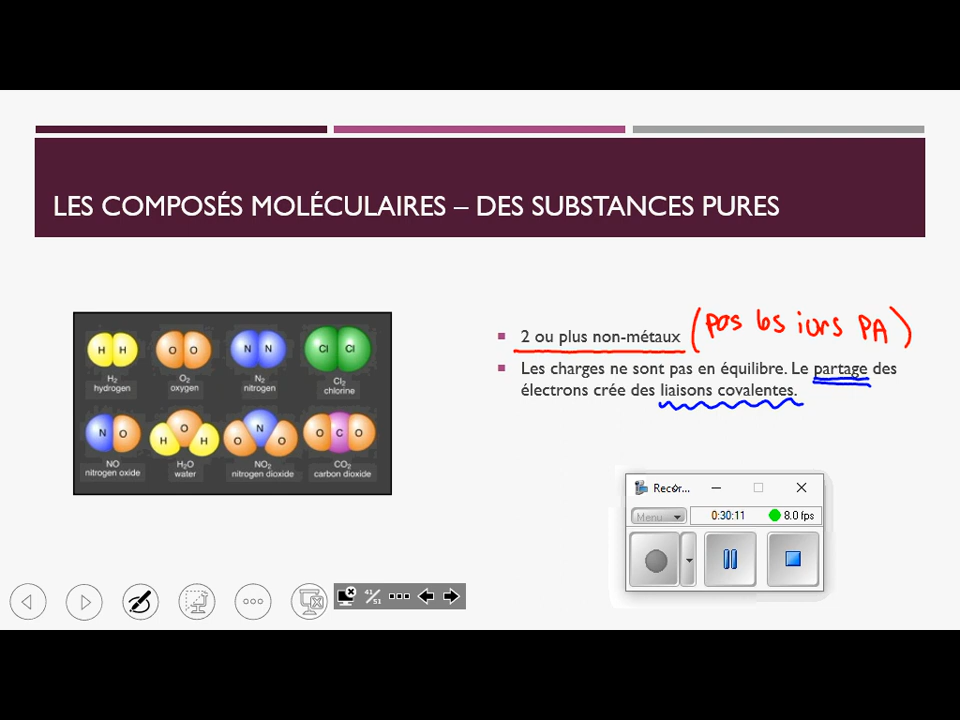 LES COMPOSÉS MOLÉCULAIRES – DES SUBSTANCES PURES
H H
O O
N N
Cl Cl
H₂
hydrogen
O₂
oxygen
N₂
nitrogen
Cl₂
chlorine
N O
H O H
O N O
O C O
NO
nitrogen oxide
H₂O
water
NO₂
nitrogen dioxide
CO₂
carbon dioxide
2 ou plus non-métaux (pas les ions PA)
Les charges ne sont pas en équilibre. Le partage des
électrons crée des liaisons covalentes.
Recor...
Menu 0:30:11 8.0 fps
41/51